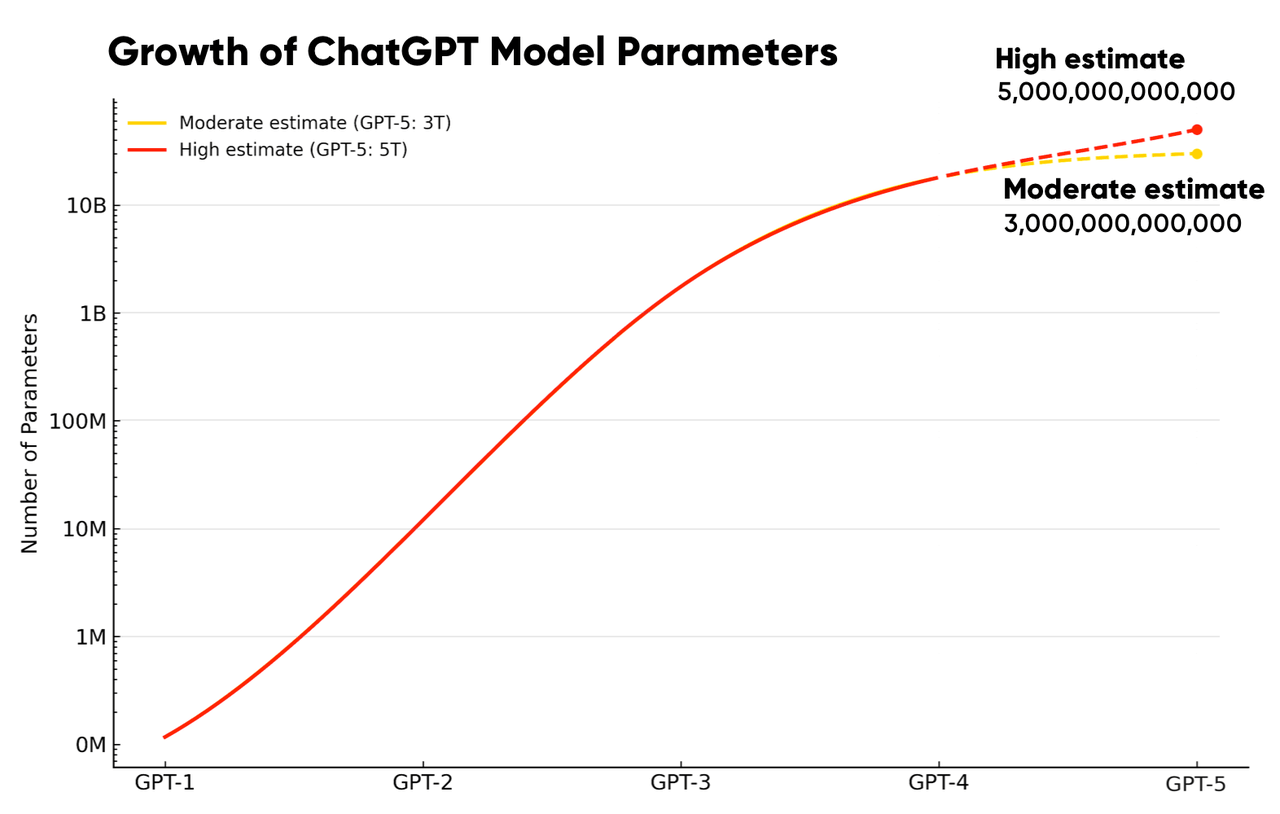 Growth of ChatGPT Model Parameters
High estimate
5,000,000,000,000
Moderate estimate (GPT-5: 3T)
High estimate (GPT-5: 5T)
Moderate estimate
3,000,000,000,000
Number of Parameters
10B
1B
100M
10M
1M
0M
GPT-1
GPT-2
GPT-3
GPT-4
GPT-5